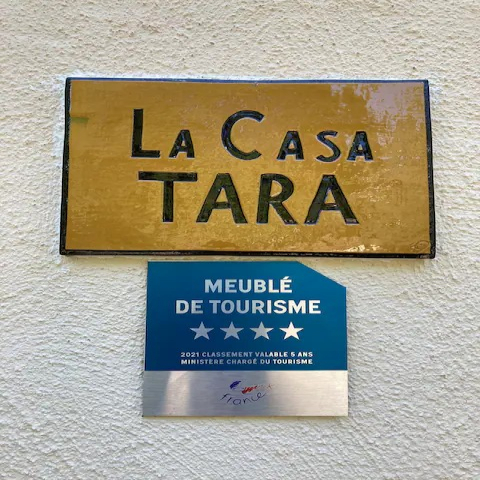 LA CASA
TARA
MEUBLÉ
DE TOURISME
2021 CLASSEMENT VALABLE 5 ANS
MINISTÈRE CHARGÉ DU TOURISME
france